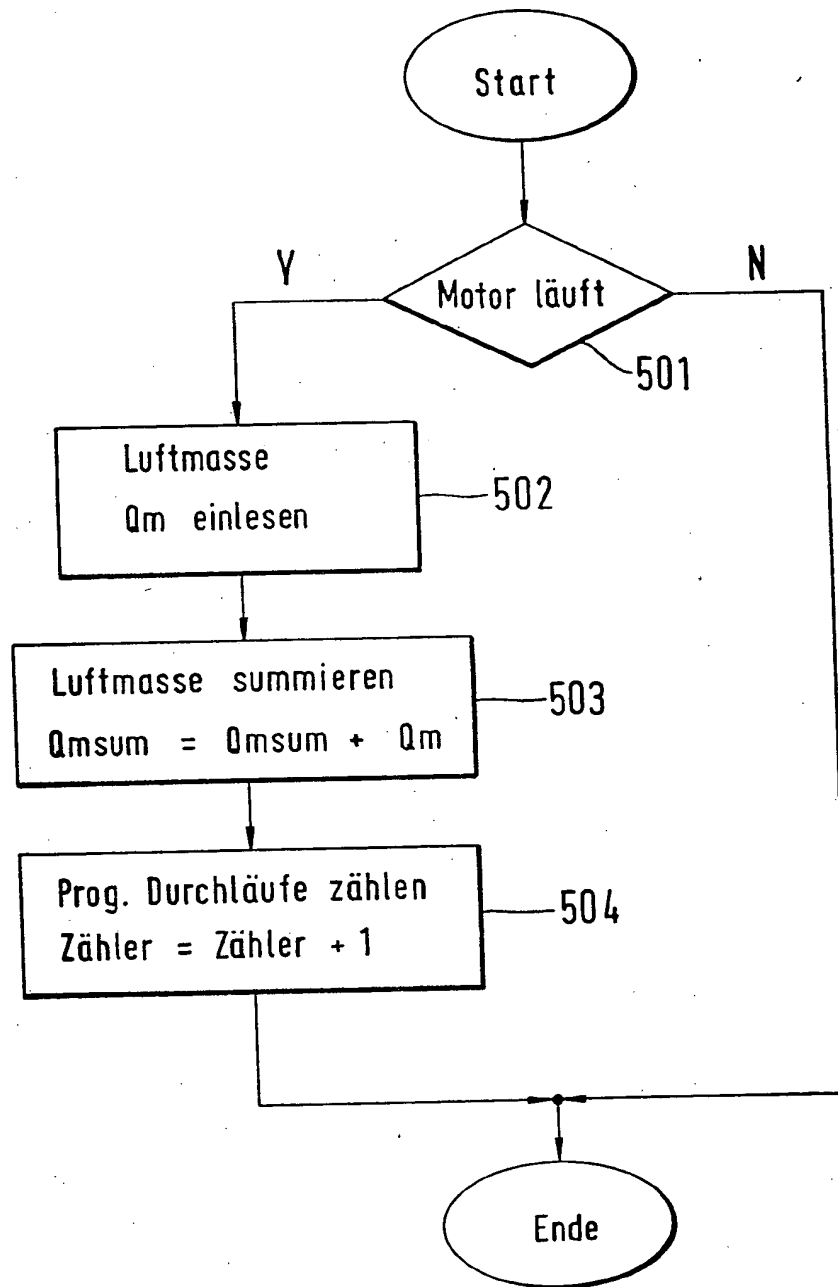 Start
Y
N
Motor läuft
501
Luftmasse
Qm einlesen
502
Luftmasse summieren
Qmsum = Qmsum + Qm
503
Prog. Durchläufe zählen
Zähler = Zähler + 1
504
Ende